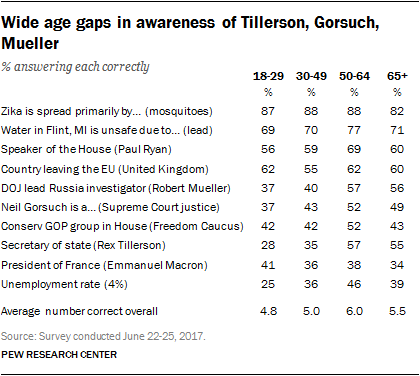 Wide age gaps in awareness of Tillerson, Gorsuch,
Mueller
% answering each correctly
18-29 30-49 50-64 65+
% % % %
Zika is spread primarily by... (mosquitoes) 87 88 88 82
Water in Flint, MI is unsafe due to... (lead) 69 70 77 71
Speaker of the House (Paul Ryan) 56 59 69 60
Country leaving the EU (United Kingdom) 62 55 62 60
DOJ lead Russia investigator (Robert Mueller) 37 40 57 56
Neil Gorsuch is a... (Supreme Court justice) 37 43 52 49
Conserv GOP group in House (Freedom Caucus) 42 42 52 43
Secretary of state (Rex Tillerson) 28 35 57 55
President of France (Emmanuel Macron) 41 36 38 34
Unemployment rate (4%) 25 36 46 39
Average number correct overall 4.8 5.0 6.0 5.5
Source: Survey conducted June 22-25, 2017.
PEW RESEARCH CENTER